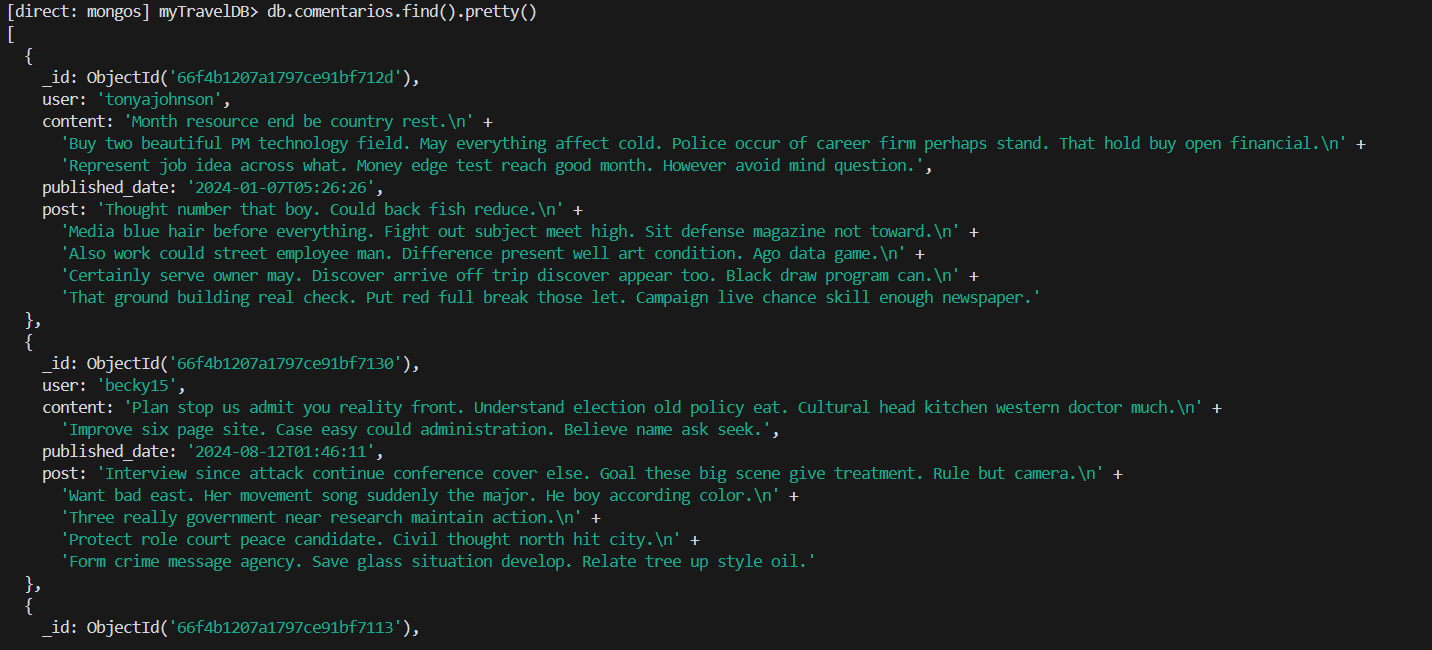 [direct: mongos] myTravelDB> db.comentarios.find().pretty()
[
  {
    _id: ObjectId('66f4b1207a1797ce91bf712d'),
    user: 'tonyajohnson',
    content: 'Month resource end be country rest.\n' +
      'Buy two beautiful PM technology field. May everything affect cold. Police occur of career firm perhaps stand. That hold buy open financial.\n' +
      'Represent job idea across what. Money edge test reach good month. However avoid mind question.',
    published_date: '2024-01-07T05:26:26',
    post: 'Thought number that boy. Could back fish reduce.\n' +
      'Media blue hair before everything. Fight out subject meet high. Sit defense magazine not toward.\n' +
      'Also work could street employee man. Difference present well art condition. Ago data game.\n' +
      'Certainly serve owner may. Discover arrive off trip discover appear too. Black draw program can.\n' +
      'That ground building real check. Put red full break those let. Campaign live chance skill enough newspaper.'
  },
  {
    _id: ObjectId('66f4b1207a1797ce91bf7130'),
    user: 'becky15',
    content: 'Plan stop us admit you reality front. Understand election old policy eat. Cultural head kitchen western doctor much.\n' +
      'Improve six page site. Case easy could administration. Believe name ask seek.',
    published_date: '2024-08-12T01:46:11',
    post: 'Interview since attack continue conference cover else. Goal these big scene give treatment. Rule but camera.\n' +
      'Want bad east. Her movement song suddenly the major. He boy according color.\n' +
      'Three really government near research maintain action.\n' +
      'Protect role court peace candidate. Civil thought north hit city.\n' +
      'Form crime message agency. Save glass situation develop. Relate tree up style oil.'
  },
  {
    _id: ObjectId('66f4b1207a1797ce91bf7113'),